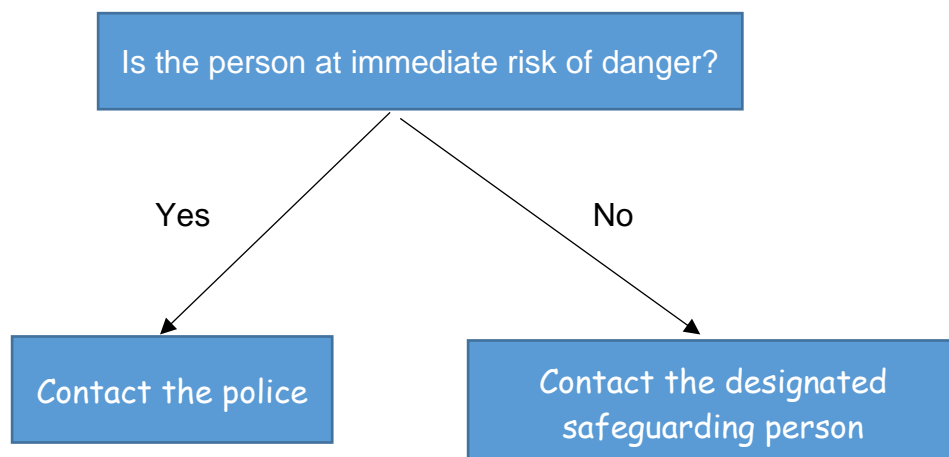 Is the person at immediate risk of danger?
Yes
No
Contact the police
Contact the designated
safeguarding person